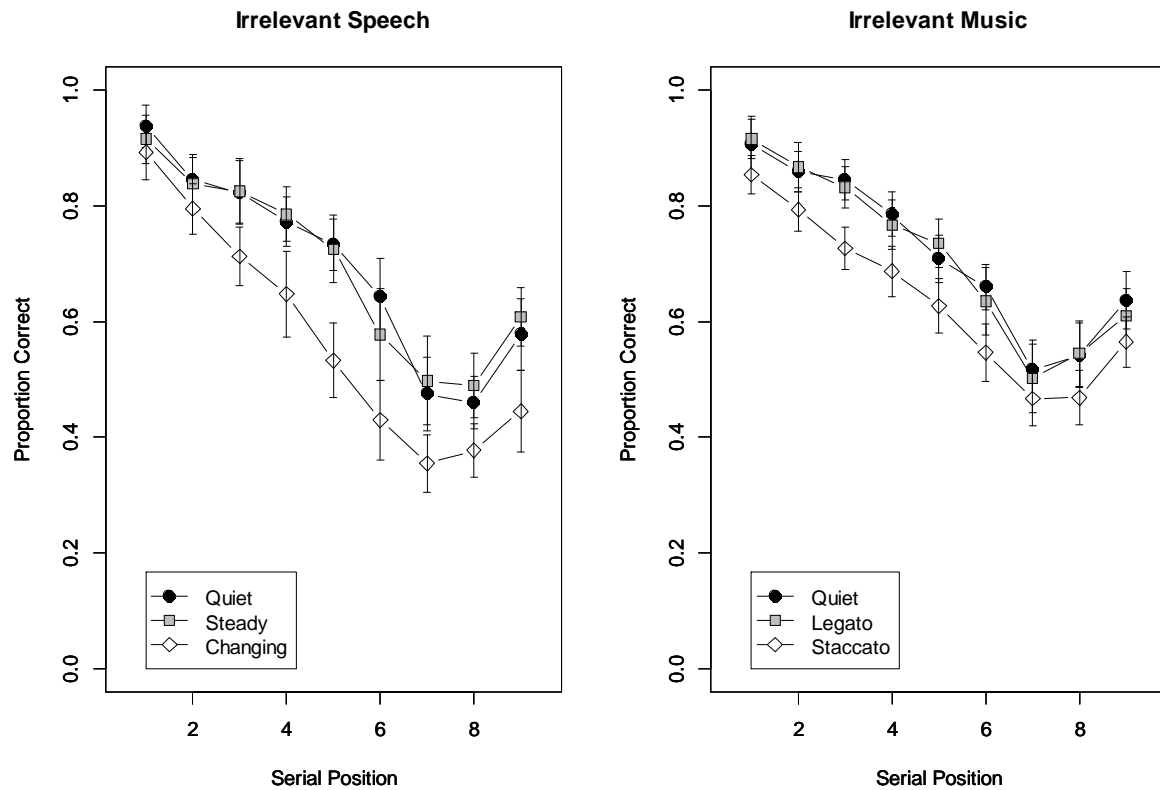 Irrelevant Speech
Proportion Correct
1.0
0.8
0.6
0.4
0.2
0.0
Quiet
Steady
Changing
2 4 6 8
Serial Position
Irrelevant Music
Proportion Correct
1.0
0.8
0.6
0.4
0.2
0.0
Quiet
Legato
Staccato
2 4 6 8
Serial Position